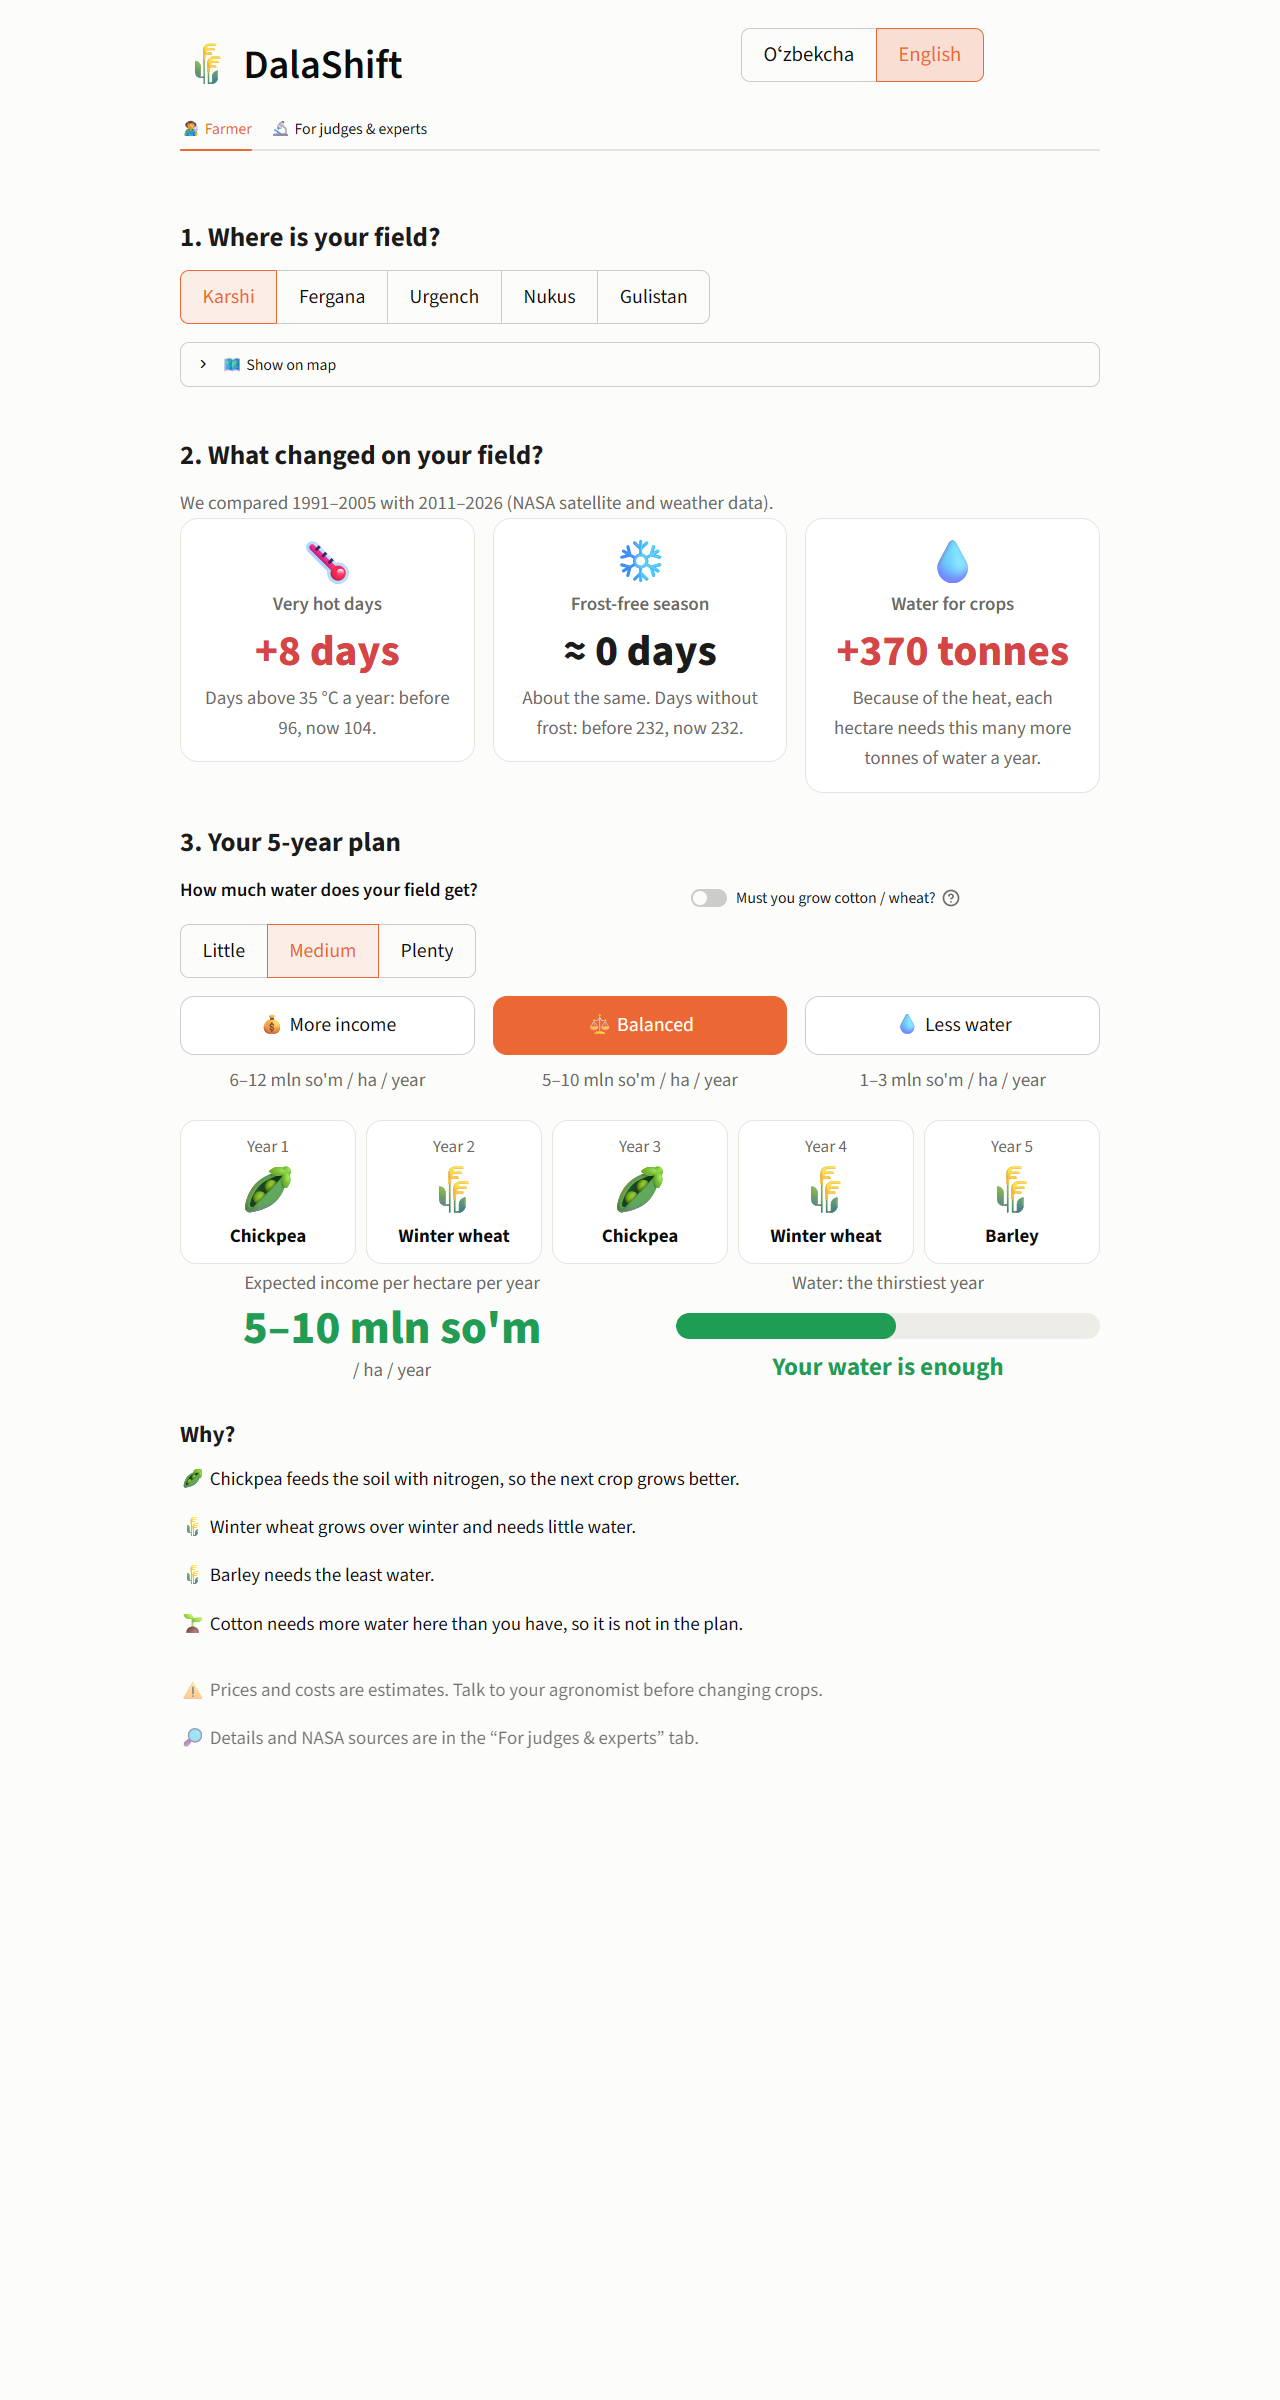 DalaShift
Oʻzbekcha
English
Farmer
For judges & experts
1. Where is your field?
Karshi
Fergana
Urgench
Nukus
Gulistan
Show on map
2. What changed on your field?
We compared 1991–2005 with 2011–2026 (NASA satellite and weather data).
Very hot days
+8 days
Days above 35 °C a year: before
96, now 104.
Frost-free season
≈ 0 days
About the same. Days without
frost: before 232, now 232.
Water for crops
+370 tonnes
Because of the heat, each
hectare needs this many more
tonnes of water a year.
3. Your 5-year plan
How much water does your field get?
Must you grow cotton / wheat?
Little
Medium
Plenty
More income
Balanced
Less water
6–12 mln so'm / ha / year
5–10 mln so'm / ha / year
1–3 mln so'm / ha / year
Year 1
Chickpea
Year 2
Winter wheat
Year 3
Chickpea
Year 4
Winter wheat
Year 5
Barley
Expected income per hectare per year
5–10 mln so'm
/ ha / year
Water: the thirstiest year
Your water is enough
Why?
Chickpea feeds the soil with nitrogen, so the next crop grows better.
Winter wheat grows over winter and needs little water.
Barley needs the least water.
Cotton needs more water here than you have, so it is not in the plan.
Prices and costs are estimates. Talk to your agronomist before changing crops.
Details and NASA sources are in the “For judges & experts” tab.